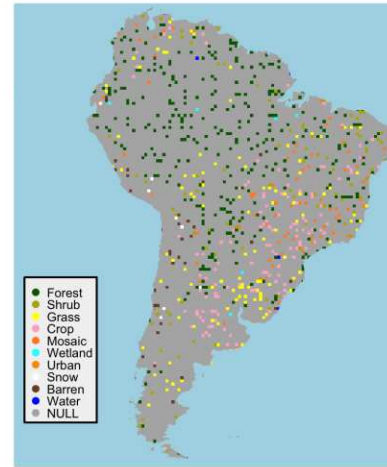 Forest
Shrub
Grass
Crop
Mosaic
Wetland
Urban
Snow
Barren
Water
NULL